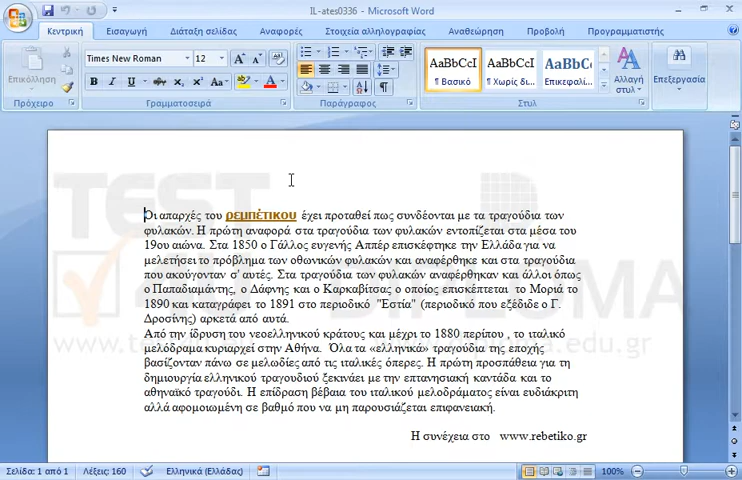 IL-ates0336 - Microsoft Word
Κεντρική Εισαγωγή Διάταξη σελίδας Αναφορές Στοιχεία αλληλογραφίας Αναθεώρηση Προβολή Προγραμματιστής
Επικόλληση
Times New Roman 12
B I U abe x₂ x² Aa A
AaBbCcI AaBbCcI AaBbC
¶ Βασικό ¶ Χωρίς δι... Επικεφαλί...
Αλλαγή στυλ
Επεξεργασία
Πρόχειρο Γραμματοσειρά Παράγραφος Στυλ
TEST 4U DIPLOMA
Οι απαρχές του ρεμπέτικου έχει προταθεί πως συνδέονται με τα τραγούδια των
φυλακών. Η πρώτη αναφορά στα τραγούδια των φυλακών εντοπίζεται στα μέσα του
19ου αιώνα. Στα 1850 ο Γάλλος ευγενής Αππέρ επισκέφτηκε την Ελλάδα για να
μελετήσει το πρόβλημα των οθωνικών φυλακών και αναφέρθηκε και στα τραγούδια
που ακούγονταν σ' αυτές. Στα τραγούδια των φυλακών αναφέρθηκαν και άλλοι όπως
ο Παπαδιαμάντης, ο Δάφνης και ο Καρκαβίτσας ο οποίος επισκέπτεται το Μοριά το
1890 και καταγράφει το 1891 στο περιοδικό "Εστία" (περιοδικό που εξέδιδε ο Γ.
Δροσίνης) αρκετά από αυτά.
Από την ίδρυση του νεοελληνικού κράτους και μέχρι το 1880 περίπου , το ιταλικό
μελόδραμα κυριαρχεί στην Αθήνα. Όλα τα «ελληνικά» τραγούδια της εποχής
βασίζονταν πάνω σε μελωδίες από τις ιταλικές όπερες. Η πρώτη προσπάθεια για τη
δημιουργία ελληνικού τραγουδιού ξεκινάει με την επτανησιακή καντάδα και το
αθηναϊκό τραγούδι. Η επίδραση βέβαια του ιταλικού μελοδράματος είναι ευδιάκριτη
αλλά αφομοιωμένη σε βαθμό που να μη παρουσιάζεται επιφανειακή.
Η συνέχεια στο www.rebetiko.gr
Σελίδα: 1 από 1 Λέξεις: 160 Ελληνικά (Ελλάδας) 100%